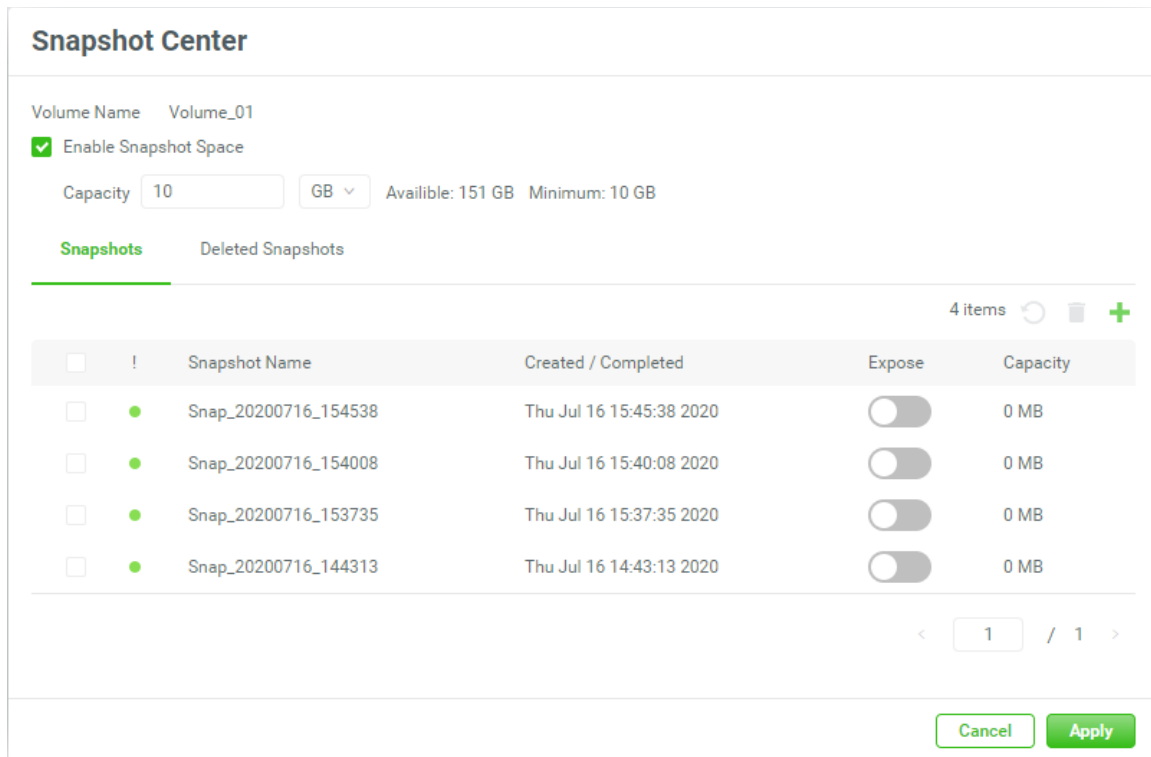 Snapshot Center
Volume Name Volume_01
Enable Snapshot Space
Capacity 10 GB Availible: 151 GB Minimum: 10 GB
Snapshots Deleted Snapshots
4 items
! Snapshot Name Created / Completed Expose Capacity
Snap_20200716_154538 Thu Jul 16 15:45:38 2020 0 MB
Snap_20200716_154008 Thu Jul 16 15:40:08 2020 0 MB
Snap_20200716_153735 Thu Jul 16 15:37:35 2020 0 MB
Snap_20200716_144313 Thu Jul 16 14:43:13 2020 0 MB
< 1 / 1 >
Cancel Apply